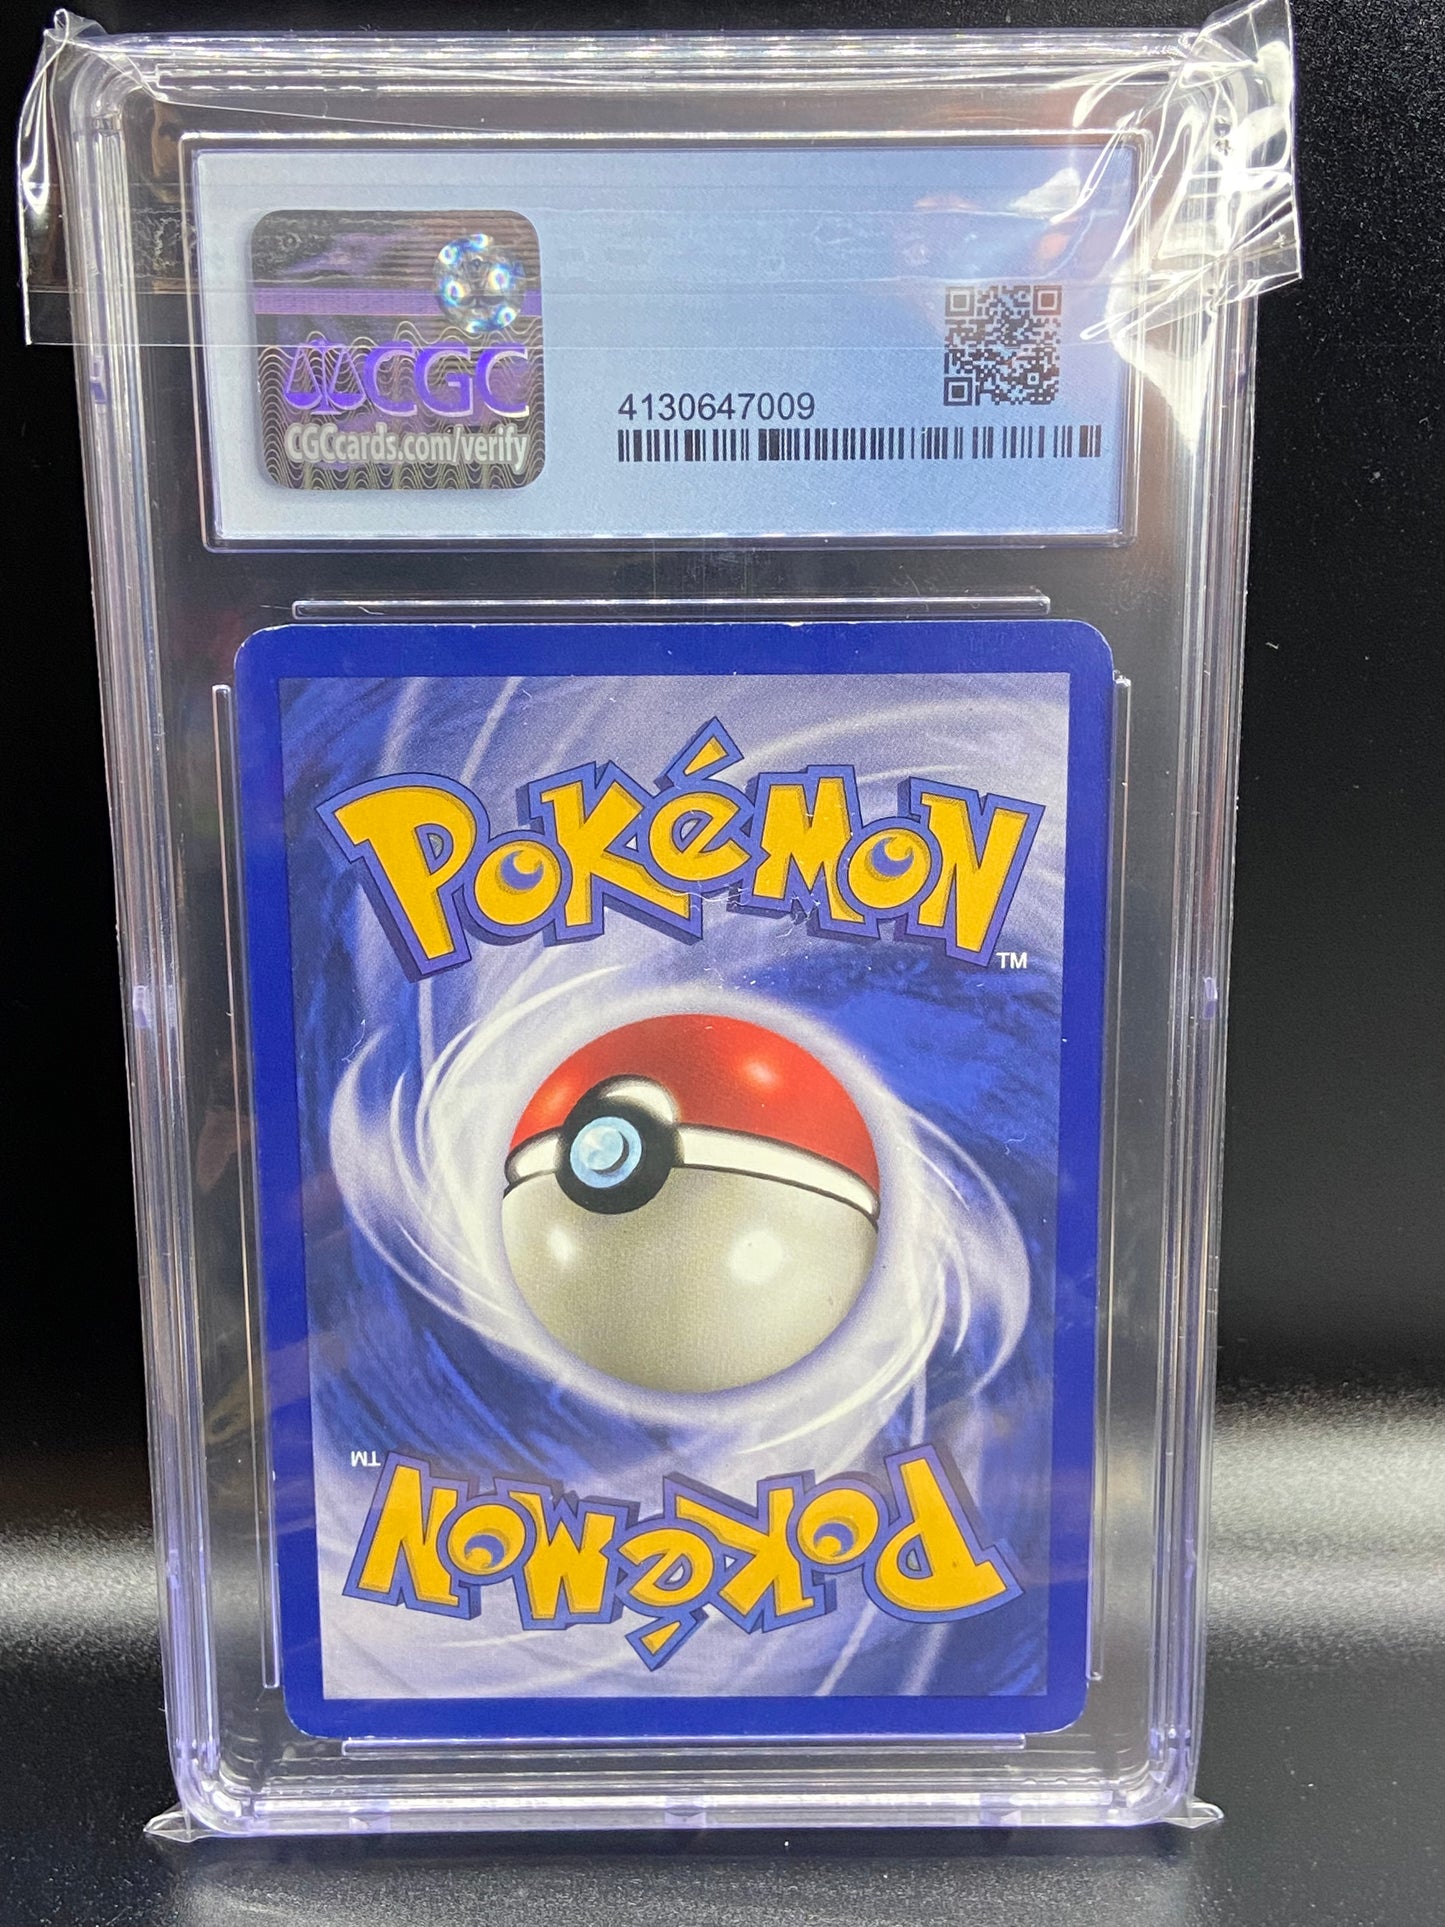 CGC
CGCcards.com/verify
4130647009
POKéMON
TM
TM
POKéMON